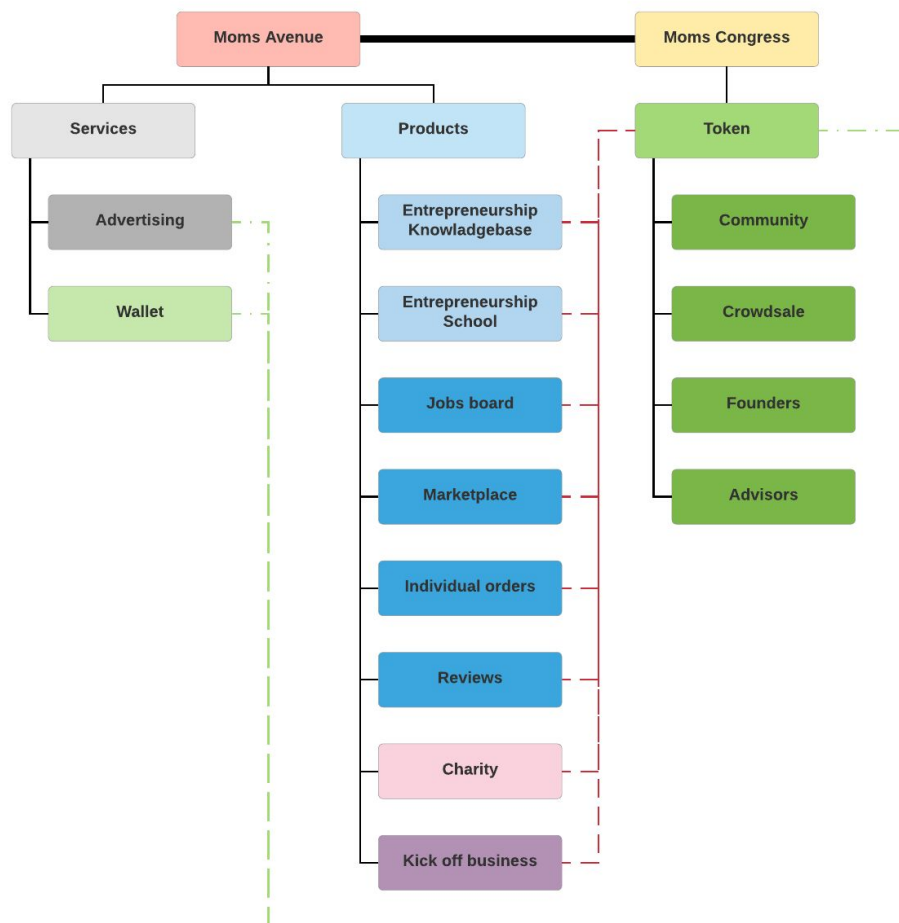 Moms Avenue
Moms Congress
Services
Products
Token
Advertising
Entrepreneurship
Knowladgebase
Community
Wallet
Entrepreneurship
School
Crowdsale
Jobs board
Founders
Marketplace
Advisors
Individual orders
Reviews
Charity
Kick off business